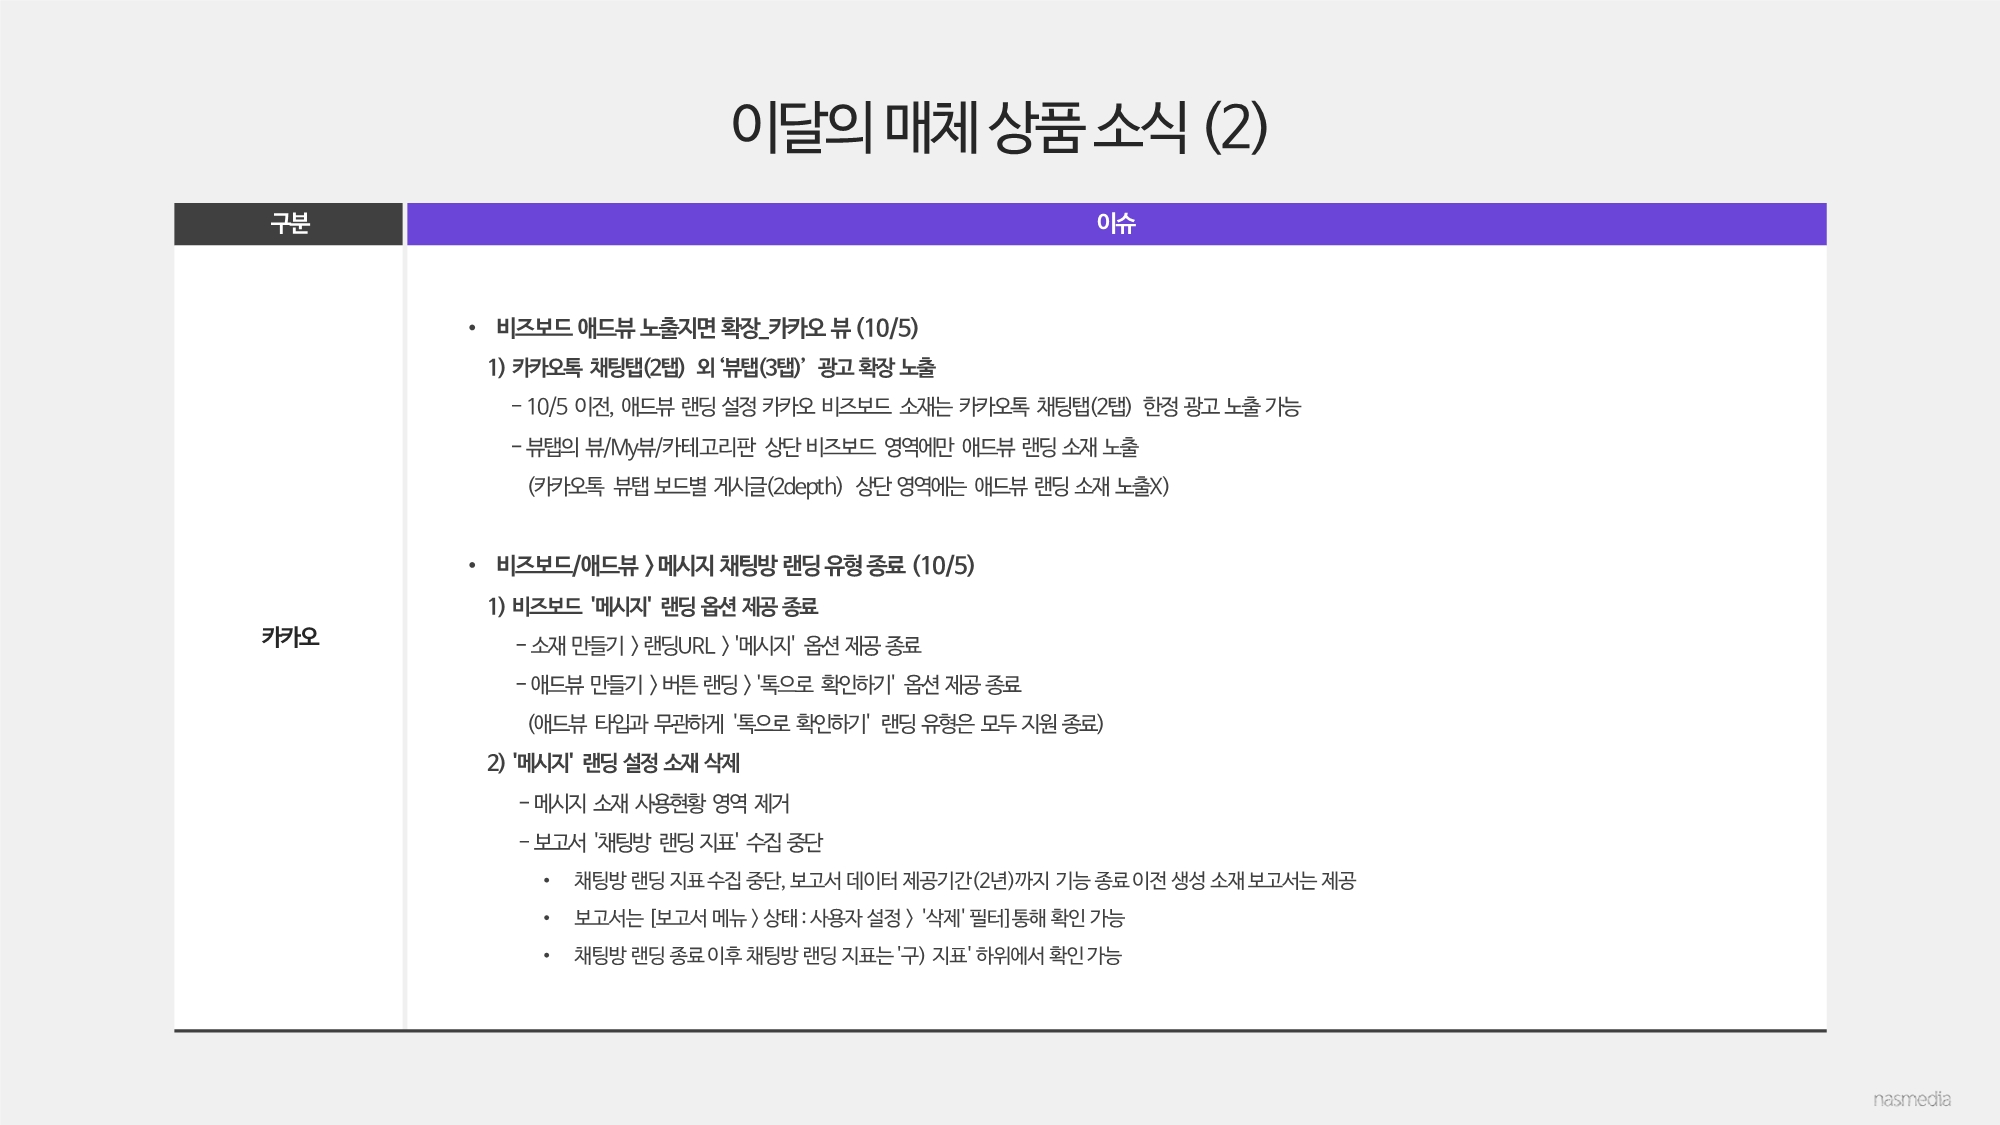 이달의 매체 상품 소식 (2)
구분
이슈
카카오
• 비즈보드 애드뷰 노출지면 확장_카카오 뷰 (10/5)
1) 카카오톡 채팅탭(2탭) 외 ‘뷰탭(3탭)’ 광고 확장 노출
– 10/5 이전, 애드뷰 랜딩 설정 카카오 비즈보드 소재는 카카오톡 채팅탭(2탭) 한정 광고 노출 가능
– 뷰탭의 뷰/My뷰/카테고리판 상단 비즈보드 영역에만 애드뷰 랜딩 소재 노출
(카카오톡 뷰탭 보드별 게시글(2depth) 상단 영역에는 애드뷰 랜딩 소재 노출X)
• 비즈보드/애드뷰 > 메시지 채팅방 랜딩 유형 종료 (10/5)
1) 비즈보드 '메시지' 랜딩 옵션 제공 종료
– 소재 만들기 > 랜딩URL > '메시지' 옵션 제공 종료
– 애드뷰 만들기 > 버튼 랜딩 > '톡으로 확인하기' 옵션 제공 종료
(애드뷰 타입과 무관하게 '톡으로 확인하기' 랜딩 유형은 모두 지원 종료)
2) '메시지' 랜딩 설정 소재 삭제
– 메시지 소재 사용현황 영역 제거
– 보고서 '채팅방 랜딩 지표' 수집 중단
• 채팅방 랜딩 지표 수집 중단, 보고서 데이터 제공기간(2년)까지 기능 종료 이전 생성 소재 보고서는 제공
• 보고서는 [보고서 메뉴 > 상태 : 사용자 설정 > '삭제' 필터]통해 확인 가능
• 채팅방 랜딩 종료 이후 채팅방 랜딩 지표는 '구) 지표' 하위에서 확인 가능
nasmedia